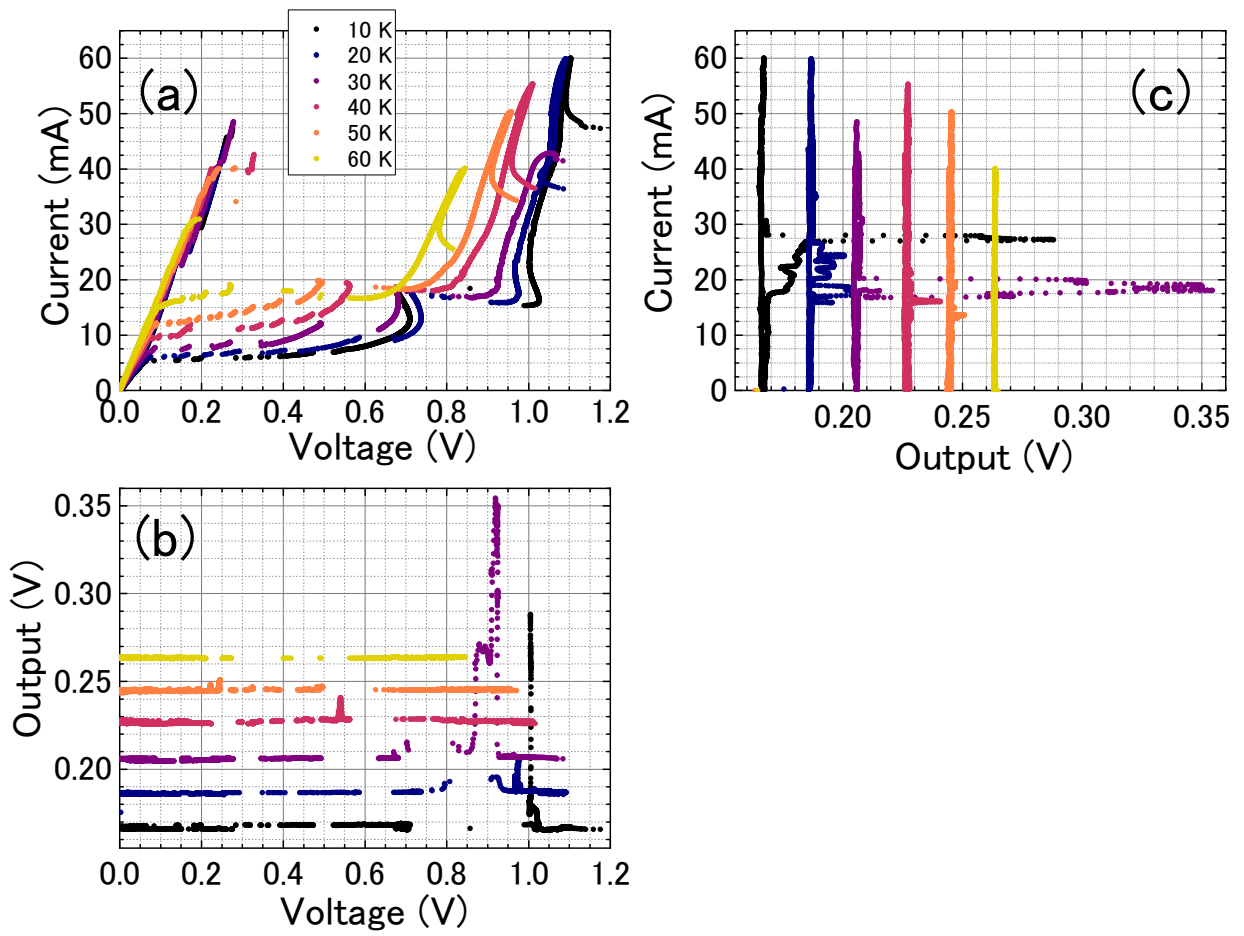 (a)
10 K
20 K
30 K
40 K
50 K
60 K
60
50
40
30
20
10
0
Current (mA)
0.0 0.2 0.4 0.6 0.8 1.0 1.2
Voltage (V)
(c)
60
50
40
30
20
10
0
Current (mA)
0.20 0.25 0.30 0.35
Output (V)
(b)
0.35
0.30
0.25
0.20
Output (V)
0.0 0.2 0.4 0.6 0.8 1.0 1.2
Voltage (V)